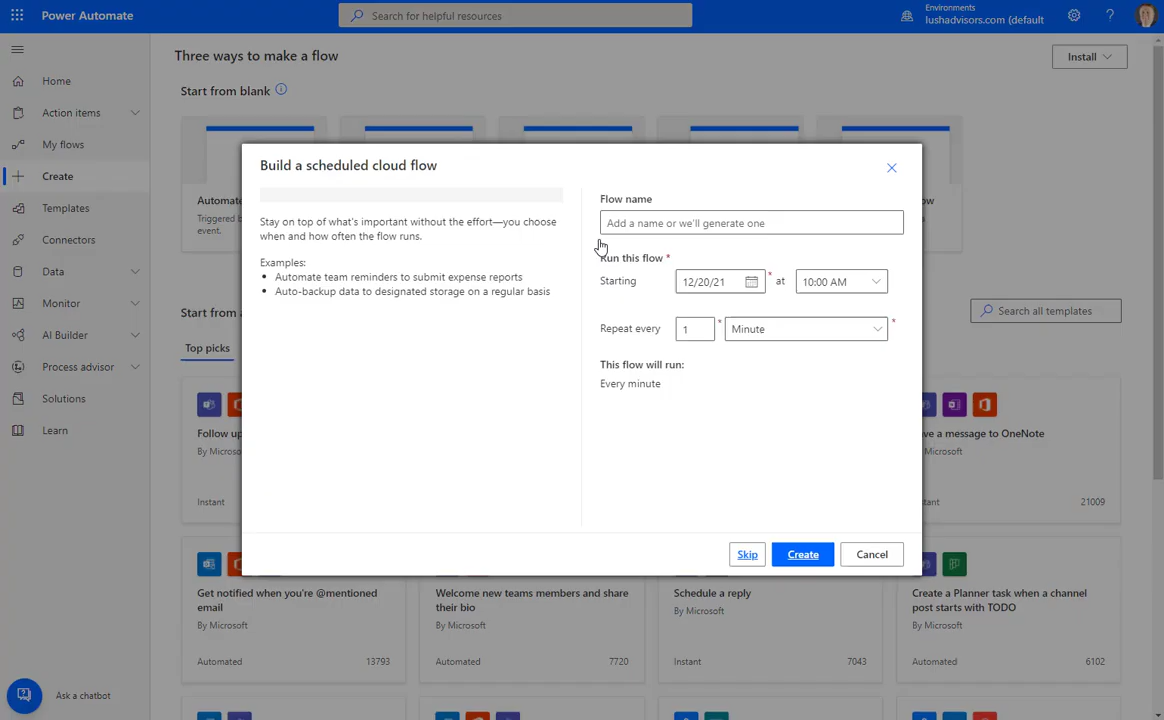 Power Automate
Search for helpful resources
Environments
lushadvisors.com (default
Three ways to make a flow
Install
Home
Start from blank
Action items
My flows
Create
Templates
Connectors
Data
Monitor
AI Builder
Process advisor
Solutions
Learn
Ask a chatbot
Build a scheduled cloud flow
Stay on top of what's important without the effort—you choose
when and how often the flow runs.
Examples:
Automate team reminders to submit expense reports
Auto-backup data to designated storage on a regular basis
Flow name
Add a name or we'll generate one
Run this flow *
Starting
12/20/21
* at
10:00 AM
Repeat every
1
*
Minute
*
This flow will run:
Every minute
Skip
Create
Cancel
Triggered
event.
Search all templates
Top picks
Follow up
By Microsoft
Instant
a message to OneNote
Microsoft
21009
Get notified when you're @mentioned
email
By Microsoft
Automated
13793
Welcome new teams members and share
their bio
By Microsoft
Automated
7720
Schedule a reply
By Microsoft
Instant
7043
Create a Planner task when a channel
post starts with TODO
By Microsoft
Automated
6102